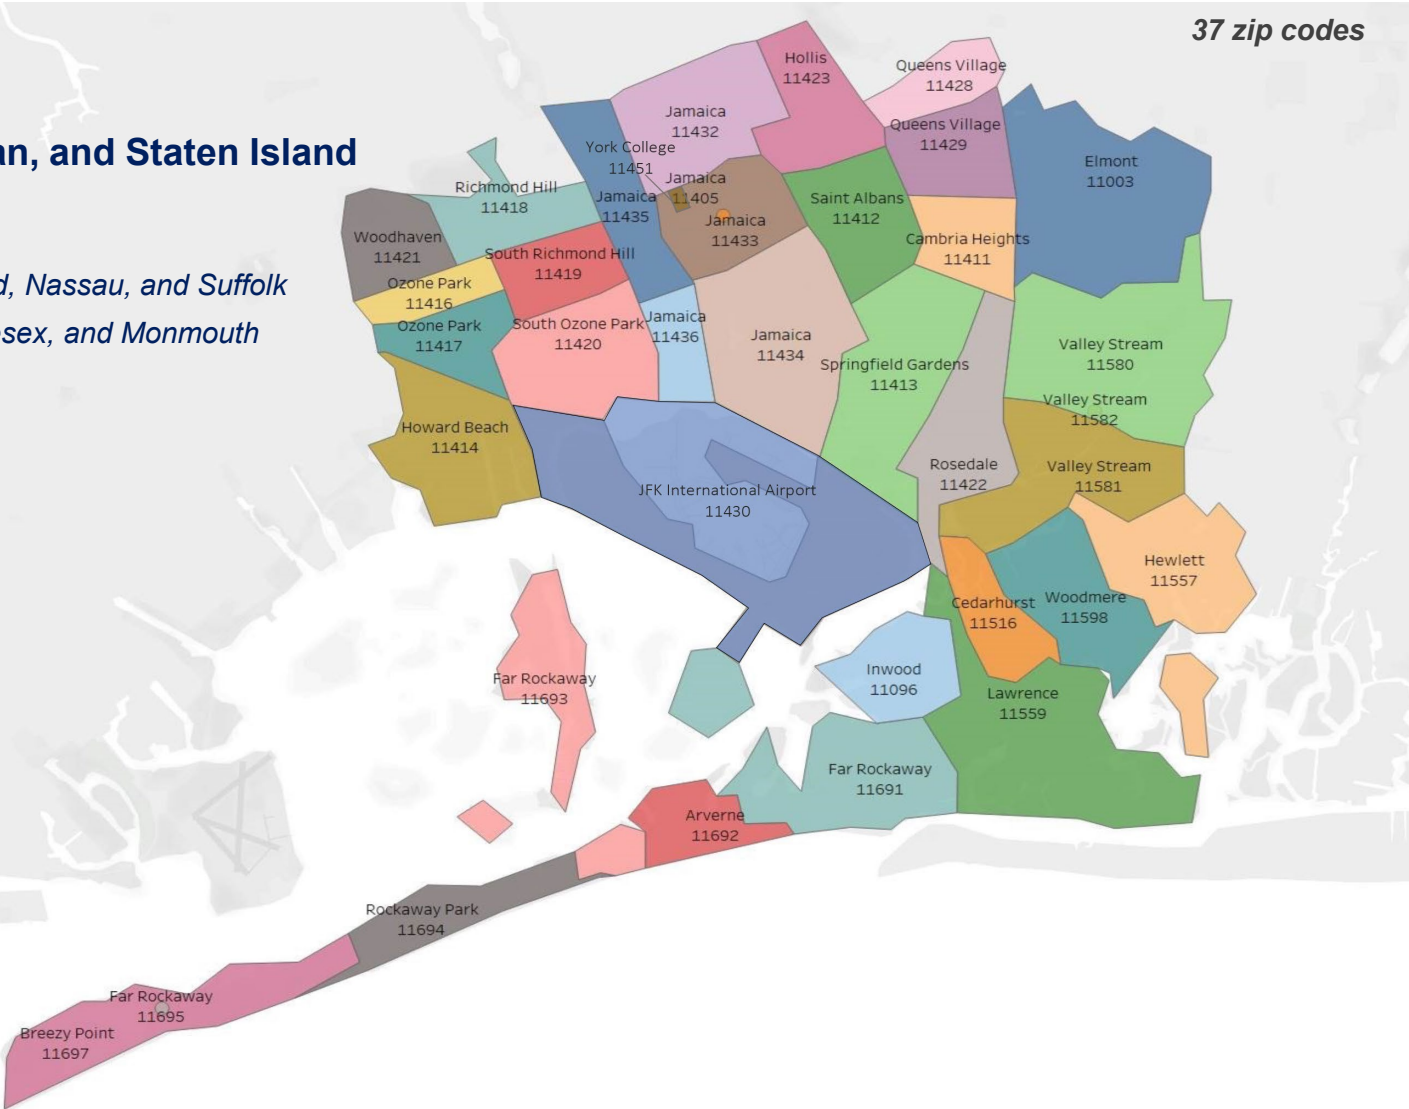 37 zip codes
Hollis
11423
Queens Village
11428
Jamaica
11432
Queens Village
11429
an, and Staten Island
York College
11451
Elmont
11003
Jamaica
11405
Richmond Hill
11418
Jamaica
11435
Saint Albans
11412
Jamaica
11433
Woodhaven
11421
Cambria Heights
11411
South Richmond Hill
11419
d, Nassau, and Suffolk
Ozone Park
11416
sex, and Monmouth
Ozone Park
11417
South Ozone Park
11420
Jamaica
11436
Jamaica
11434
Valley Stream
11580
Springfield Gardens
11413
Valley Stream
11582
Howard Beach
11414
Rosedale
11422
Valley Stream
11581
JFK International Airport
11430
Hewlett
11557
Cedarhurst
11516
Woodmere
11598
Inwood
11096
Far Rockaway
11693
Lawrence
11559
Far Rockaway
11691
Arverne
11692
Rockaway Park
11694
Far Rockaway
11695
Breezy Point
11697